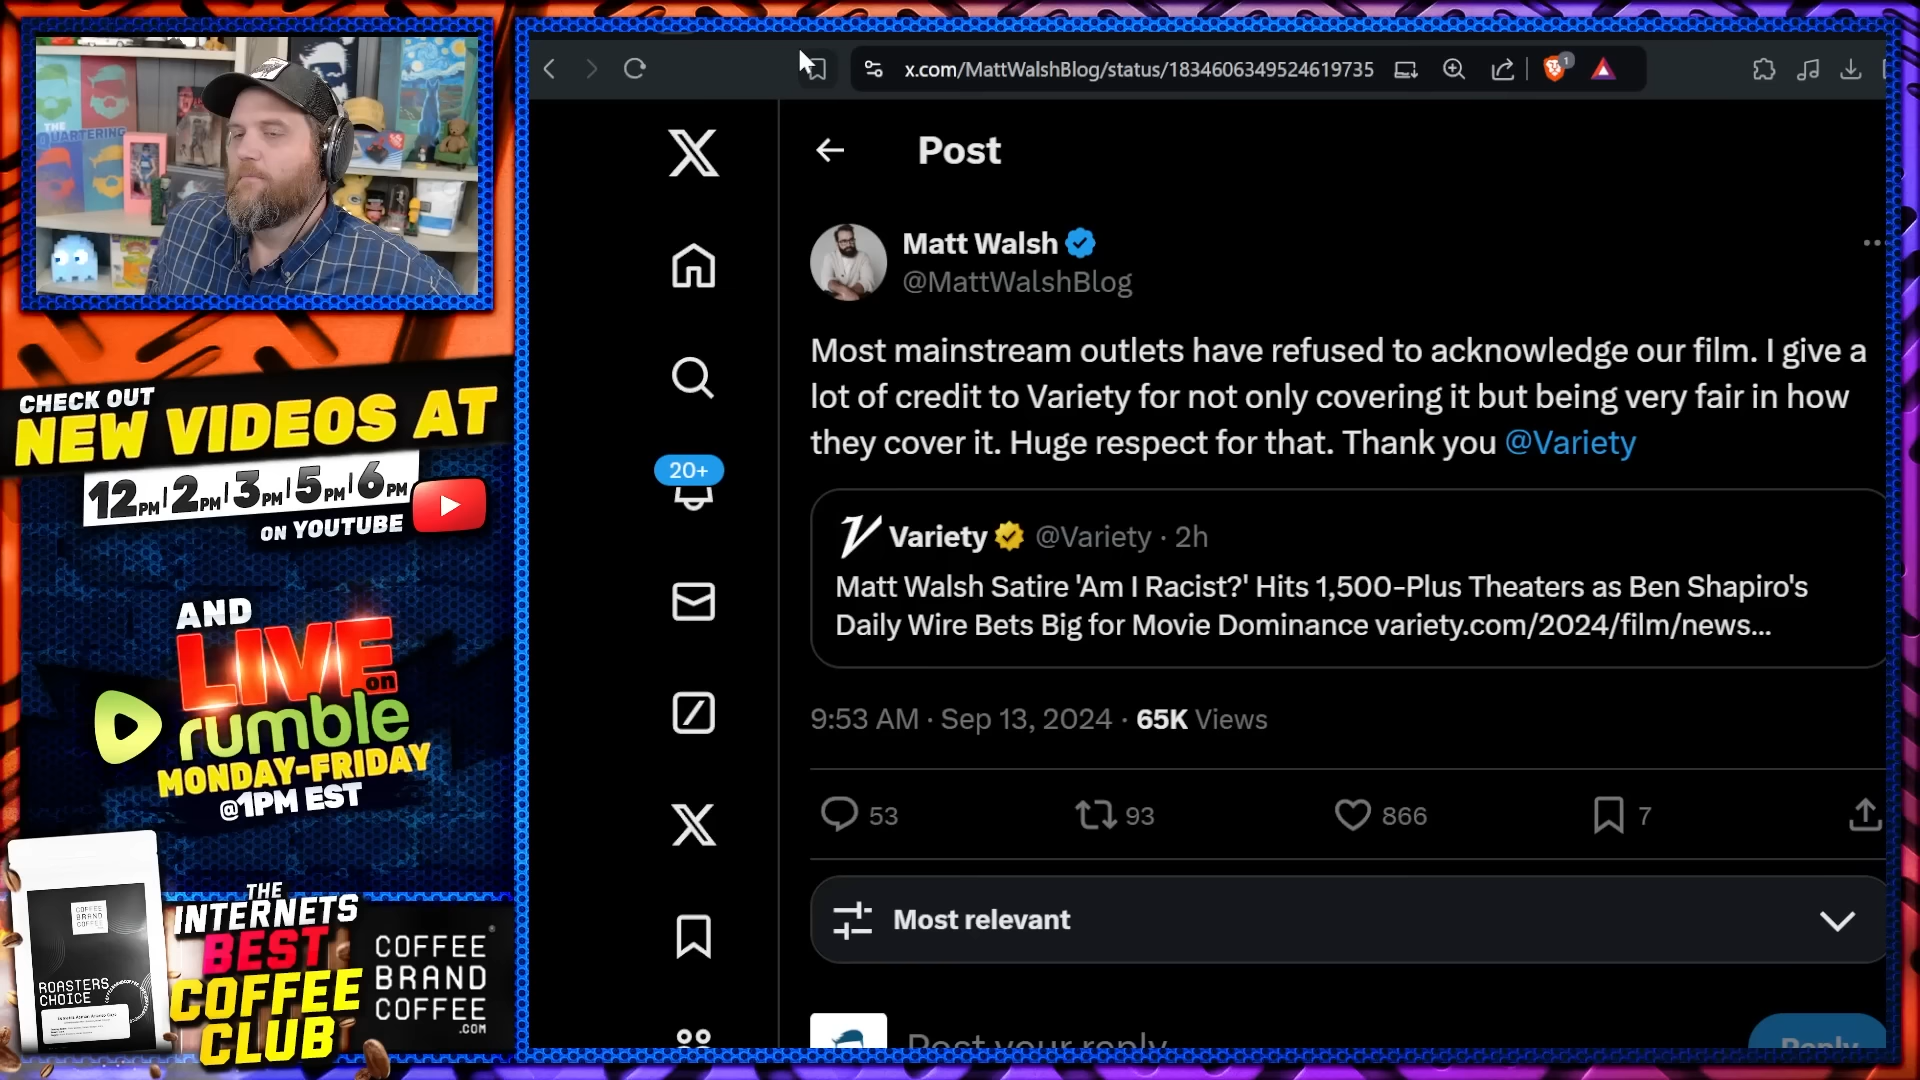 THE
QUARTERING
CHECK OUT
NEW VIDEOS AT
12PM | 2PM | 3PM | 5PM | 6PM
ON YOUTUBE
AND
LIVE on
rumble
MONDAY-FRIDAY
@1PM EST
THE
INTERNETS
BEST
COFFEE
CLUB
COFFEE
BRAND
COFFEE
.COM
COFFEE
BRAND
COFFEE
ROASTERS
CHOICE
x.com/MattWalshBlog/status/1834606349524619735
1
Post
Matt Walsh
@MattWalshBlog
Most mainstream outlets have refused to acknowledge our film. I give a
lot of credit to Variety for not only covering it but being very fair in how
they cover it. Huge respect for that. Thank you @Variety
20+
Variety @Variety · 2h
Matt Walsh Satire 'Am I Racist?' Hits 1,500-Plus Theaters as Ben Shapiro's
Daily Wire Bets Big for Movie Dominance variety.com/2024/film/news...
9:53 AM · Sep 13, 2024 · 65K Views
53 93 866 7
Most relevant
Post your reply
Reply